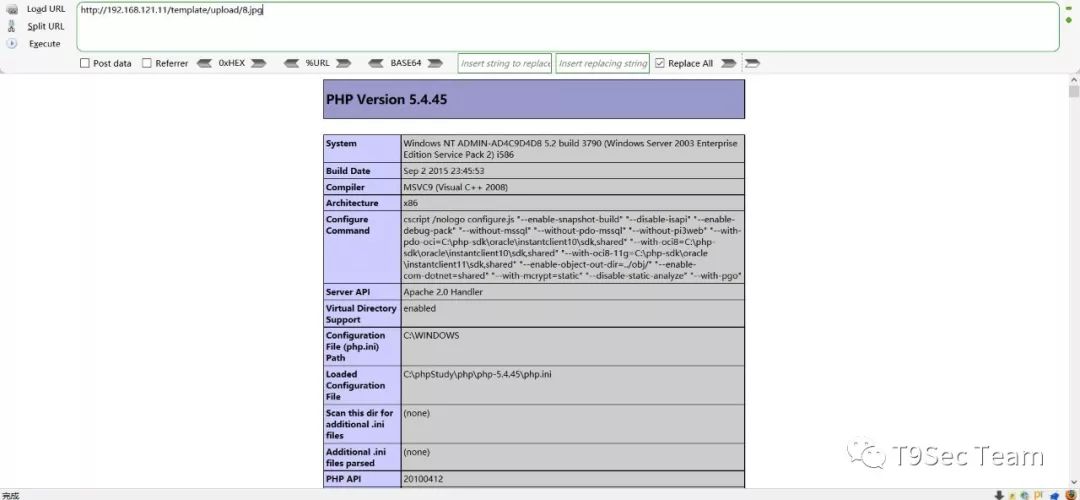 Load URL
http://192.168.121.11/template/upload/8.jpg
Split URL
Execute
Post data Referrer 0xHEX %URL BASE64 Insert string to replace Insert replacing string Replace All
PHP Version 5.4.45
System
Windows NT ADMIN-AD4C9D4D8 5.2 build 3790 (Windows Server 2003 Enterprise
Edition Service Pack 2) i586
Build Date
Sep 2 2015 23:45:53
Compiler
MSVC9 (Visual C++ 2008)
Architecture
x86
Configure
Command
cscript /nologo configure.js "--enable-snapshot-build" "--disable-isapi" "--enable-
debug-pack" "--without-mssql" "--without-pdo-mssql" "--without-pi3web" "--with-
pdo-oci=C:\php-sdk\oracle\instantclient10\sdk,shared" "--with-oci8=C:\php-
sdk\oracle\instantclient10\sdk,shared" "--with-oci8-11g=C:\php-sdk\oracle
\instantclient11\sdk,shared" "--enable-object-out-dir=../obj/" "--enable-
com-dotnet=shared" "--with-mcrypt=static" "--disable-static-analyze" "--with-pgo"
Server API
Apache 2.0 Handler
Virtual Directory
Support
enabled
Configuration
File (php.ini)
Path
C:\WINDOWS
Loaded
Configuration
File
C:\phpStudy\php\php-5.4.45\php.ini
Scan this dir for
additional .ini
files
(none)
Additional .ini
files parsed
(none)
PHP API
20100412
T9Sec Team
完成